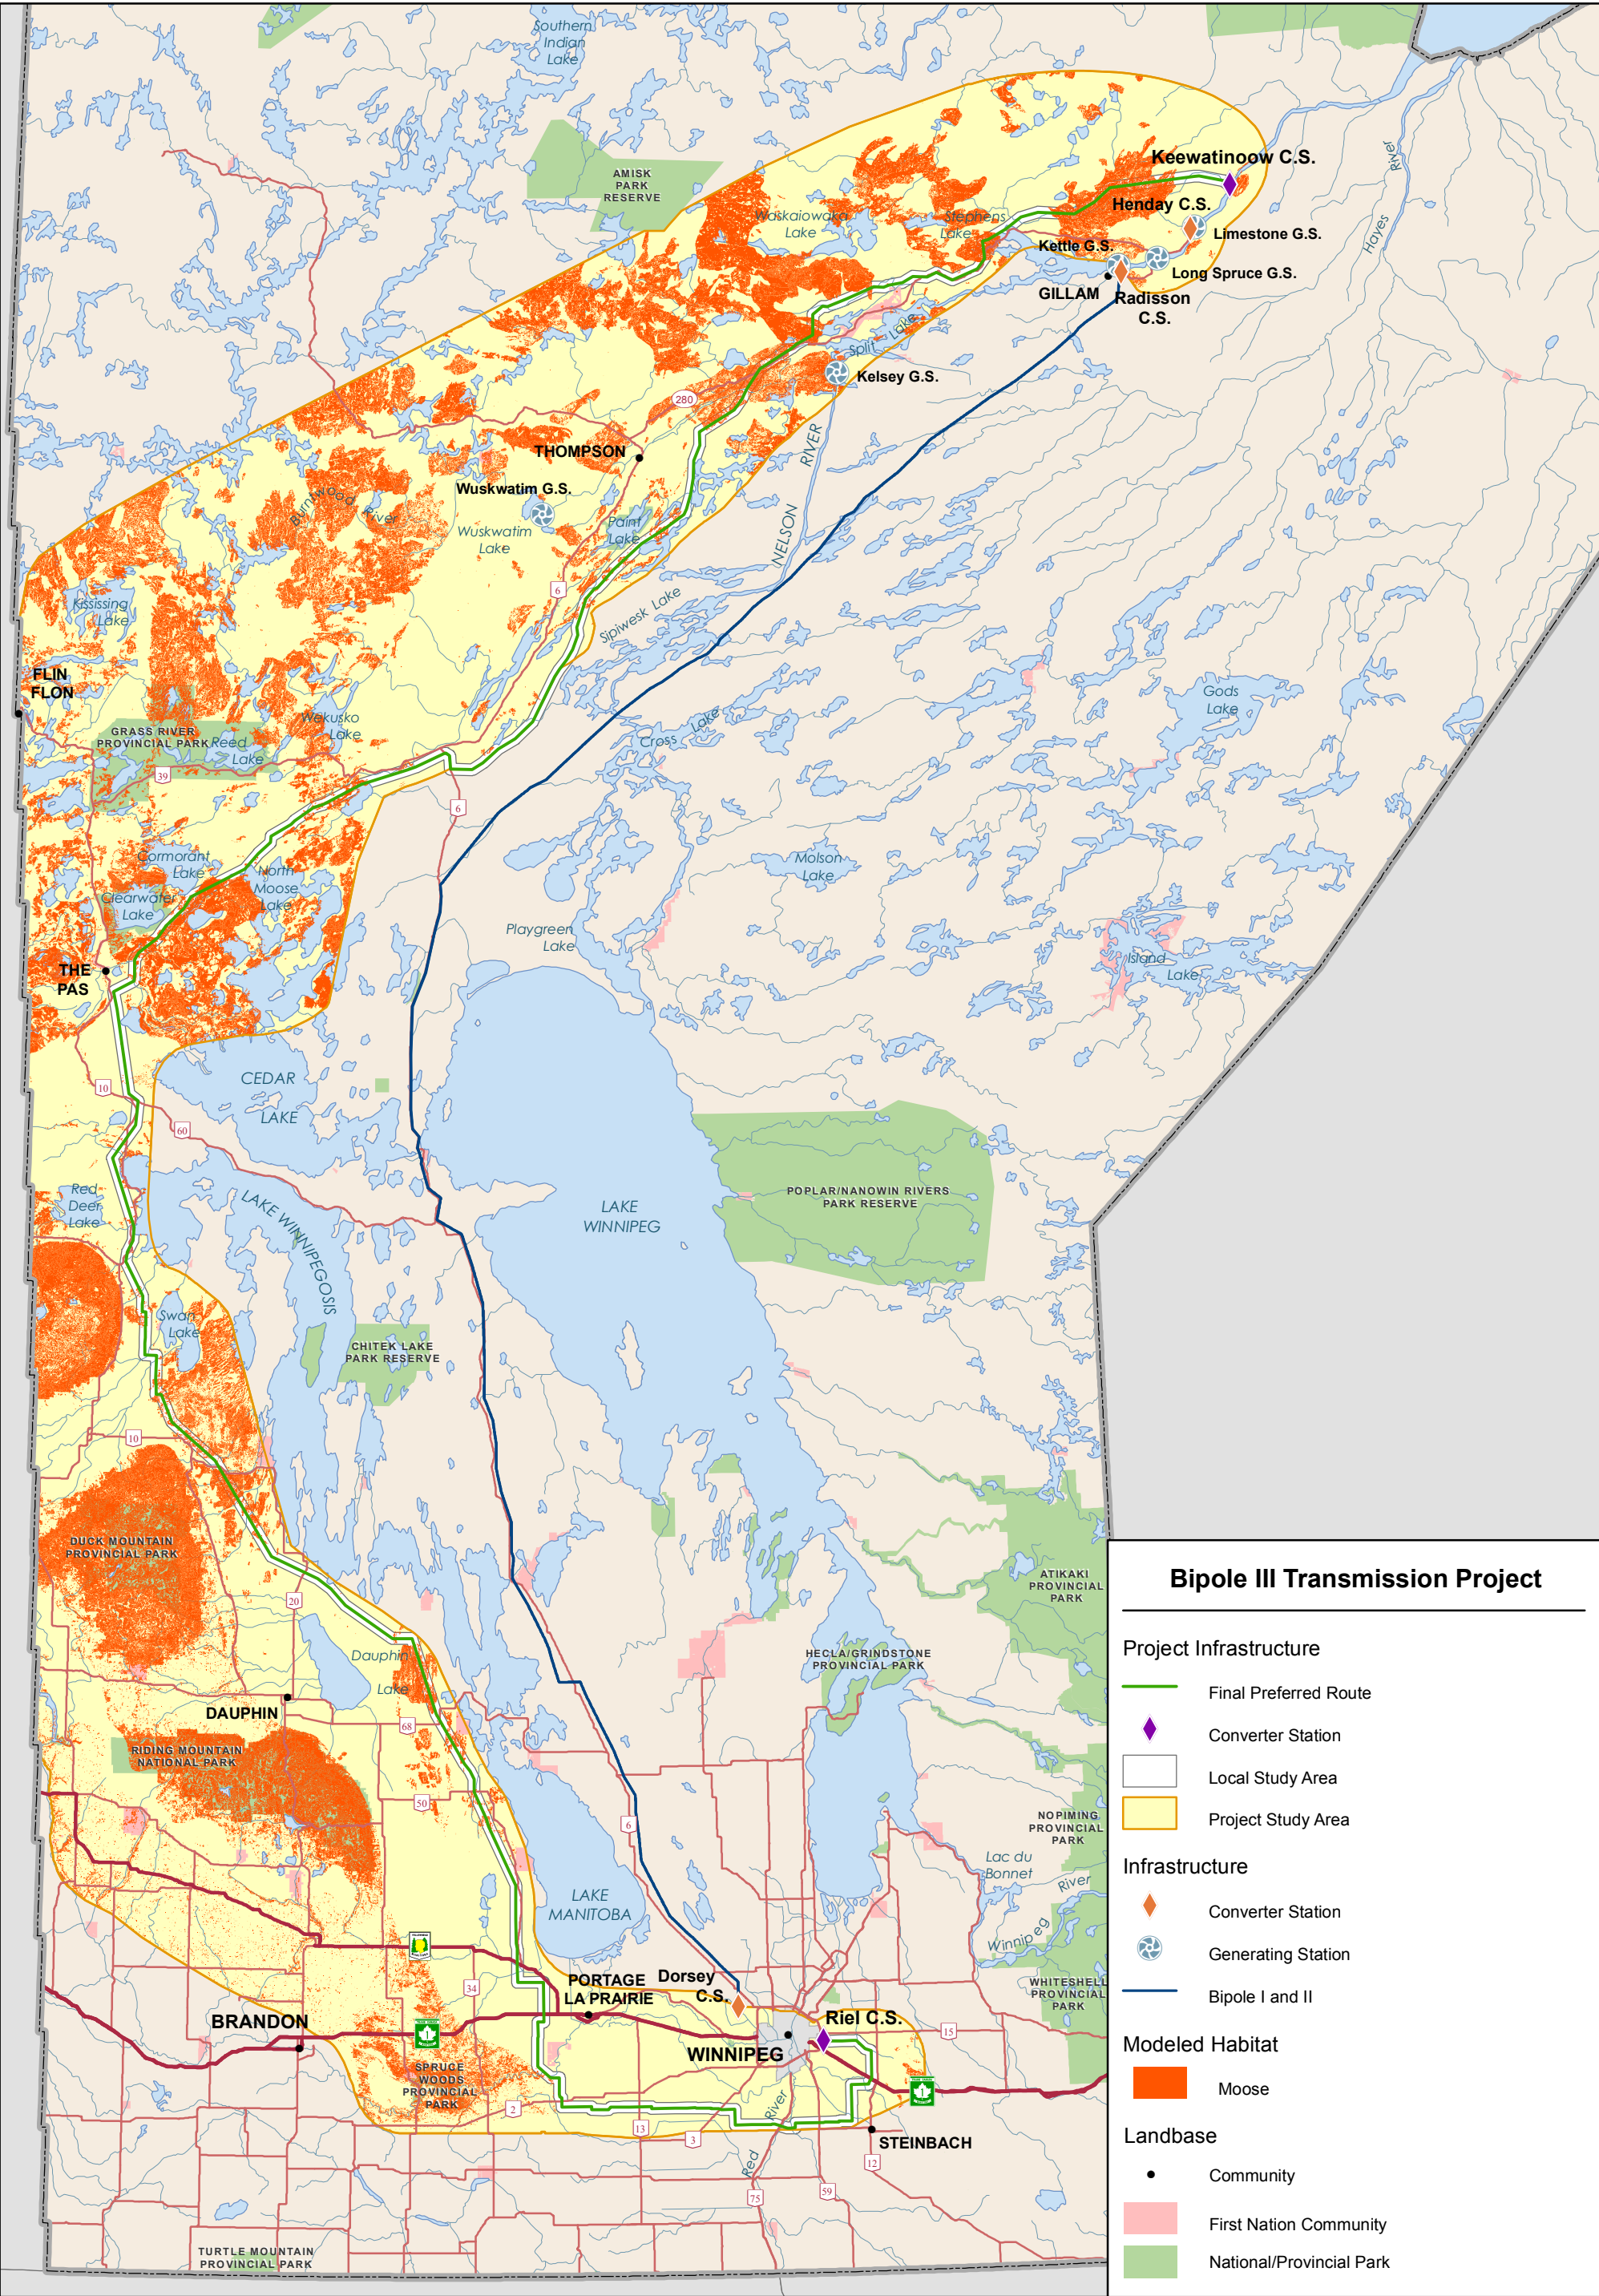 Southern
Indian
Lake
AMISK
PARK
RESERVE
Waskaiowaka
Lake
Stephens
Lake
Keewatinoow C.S.
Henday C.S.
Limestone G.S.
Kettle G.S.
Long Spruce G.S.
GILLAM
Radisson
C.S.
Hayes
River
Split Lake
Kelsey G.S.
280
THOMPSON
Wuskwatim G.S.
Wuskwatim
Lake
Burntwood River
Paint
Lake
NELSON RIVER
6
Sipiwesk Lake
Kississing
Lake
FLIN
FLON
GRASS RIVER
PROVINCIAL PARK
Reed
Lake
Wekusko
Lake
39
6
Cross Lake
Gods
Lake
Cormorant
Lake
Clearwater
Lake
North
Moose
Lake
Molson
Lake
Playgreen
Lake
Island
Lake
THE
PAS
CEDAR
LAKE
10
60
Red
Deer
Lake
LAKE WINNIPEGOSIS
LAKE
WINNIPEG
POPLAR/NANOWIN RIVERS
PARK RESERVE
Swan
Lake
CHITEK LAKE
PARK RESERVE
10
DUCK MOUNTAIN
PROVINCIAL PARK
20
ATIKAKI
PROVINCIAL
PARK
HECLA/GRINDSTONE
PROVINCIAL PARK
Dauphin
Lake
DAUPHIN
68
RIDING MOUNTAIN
NATIONAL PARK
50
6
NOPIMING
PROVINCIAL
PARK
Lac du
Bonnet
Winnipeg River
LAKE
MANITOBA
34
PORTAGE
LA PRAIRIE
Dorsey
C.S.
WHITESHELL
PROVINCIAL
PARK
BRANDON
1
Riel C.S.
15
WINNIPEG
SPRUCE
WOODS
PROVINCIAL
PARK
1
2
13
3
Red River
STEINBACH
12
75
59
TURTLE MOUNTAIN
PROVINCIAL PARK
Bipole III Transmission Project
Project Infrastructure
Final Preferred Route
Converter Station
Local Study Area
Project Study Area
Infrastructure
Converter Station
Generating Station
Bipole I and II
Modeled Habitat
Moose
Landbase
Community
First Nation Community
National/Provincial Park